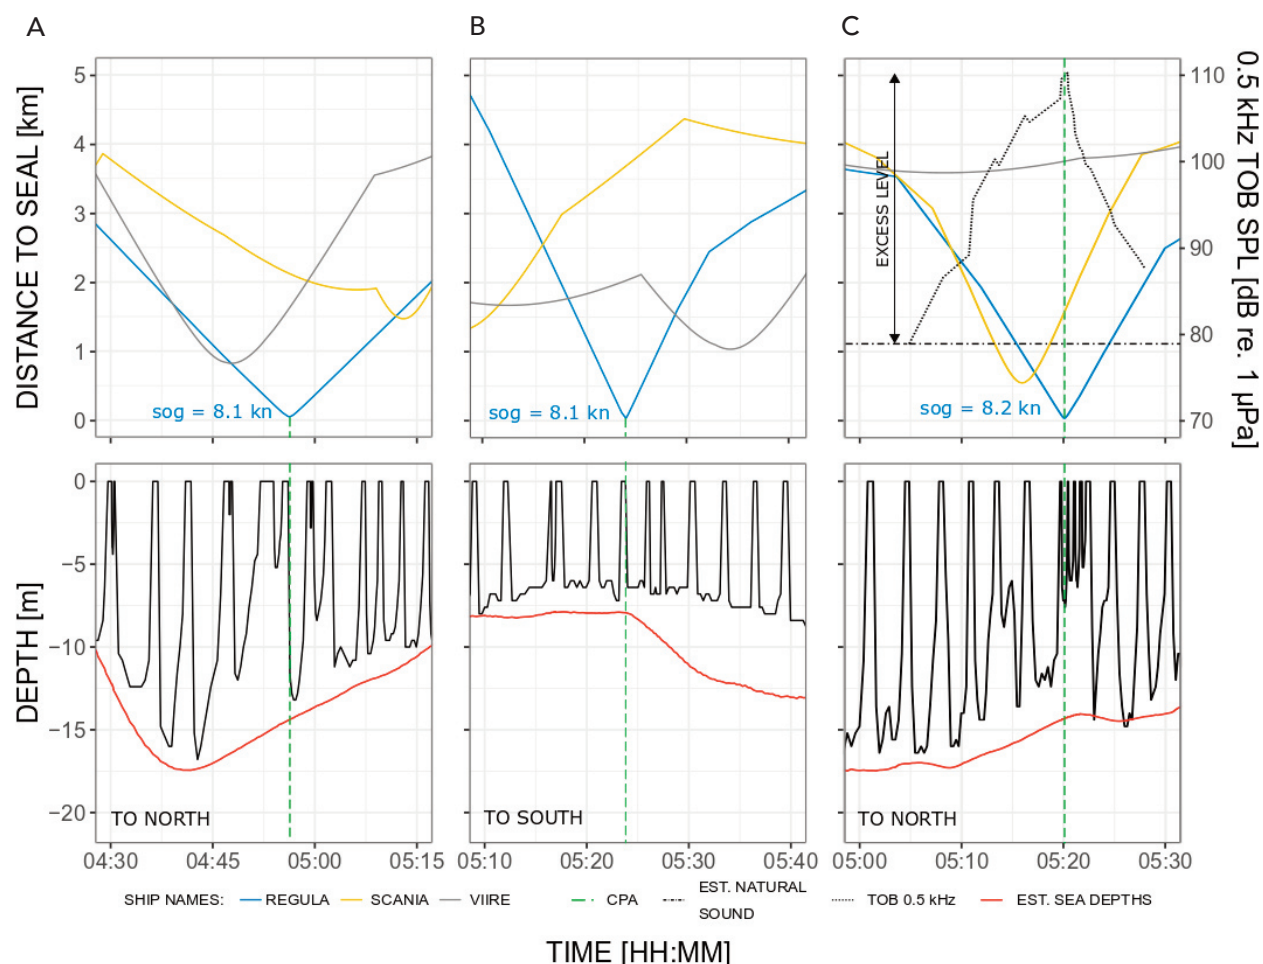 A B C
DISTANCE TO SEAL [km]
5
4
3
2
1
0
sog = 8.1 kn
sog = 8.1 kn
EXCESS LEVEL
sog = 8.2 kn
110
100
90
80
70
0.5 kHz TOB SPL [dB re. 1 μPa]
DEPTH [m]
0
−5
−10
−15
−20
TO NORTH
TO SOUTH
TO NORTH
04:30 04:45 05:00 05:15 05:10 05:20 05:30 05:40 05:00 05:10 05:20 05:30
SHIP NAMES: REGULA SCANIA VIIRE CPA EST. NATURAL
SOUND
TOB 0.5 kHz EST. SEA DEPTHS
TIME [HH:MM]